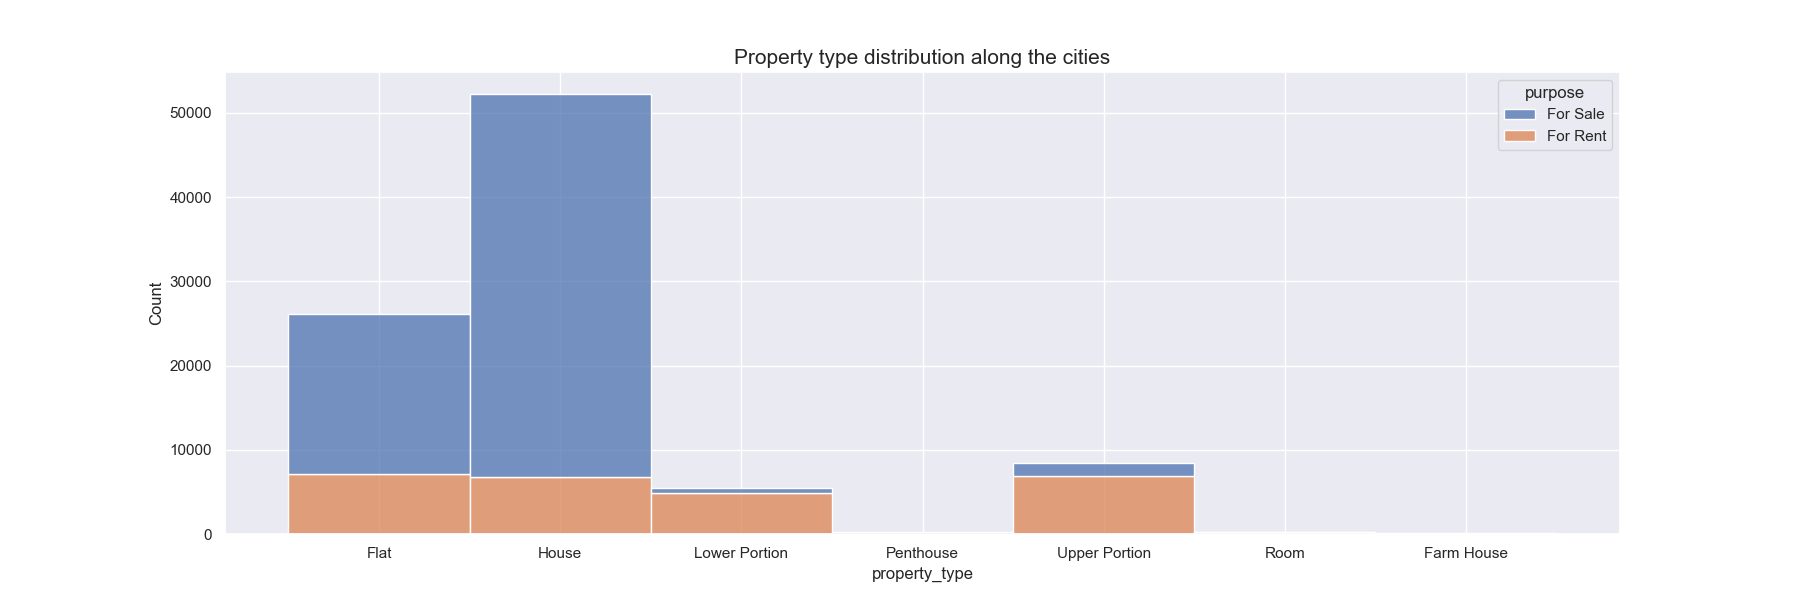 Property type distribution along the cities
purpose
For Sale
For Rent
Count
50000
40000
30000
20000
10000
0
Flat House Lower Portion Penthouse Upper Portion Room Farm House
property_type